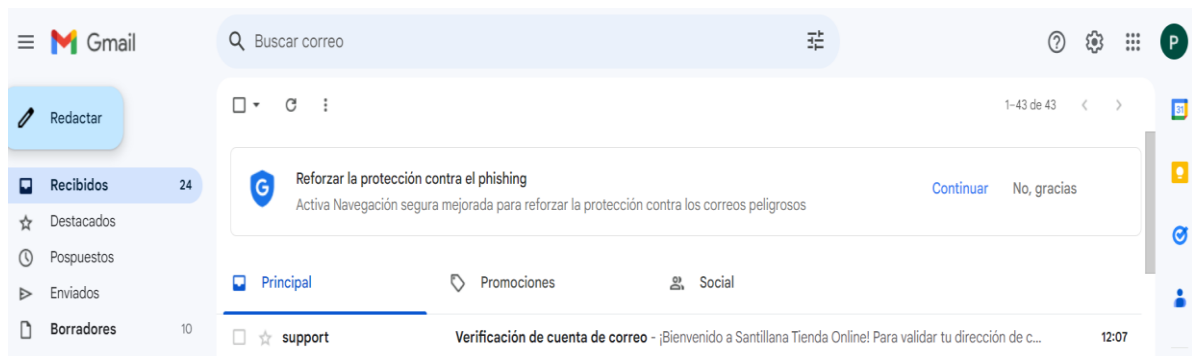 Gmail
Buscar correo
P
Redactar
1–43 de 43
31
Recibidos 24
Destacados
Pospuestos
Enviados
Borradores 10
G
Reforzar la protección contra el phishing
Activa Navegación segura mejorada para reforzar la protección contra los correos peligrosos
Continuar No, gracias
Principal Promociones Social
support Verificación de cuenta de correo - ¡Bienvenido a Santillana Tienda Online! Para validar tu dirección de c... 12:07